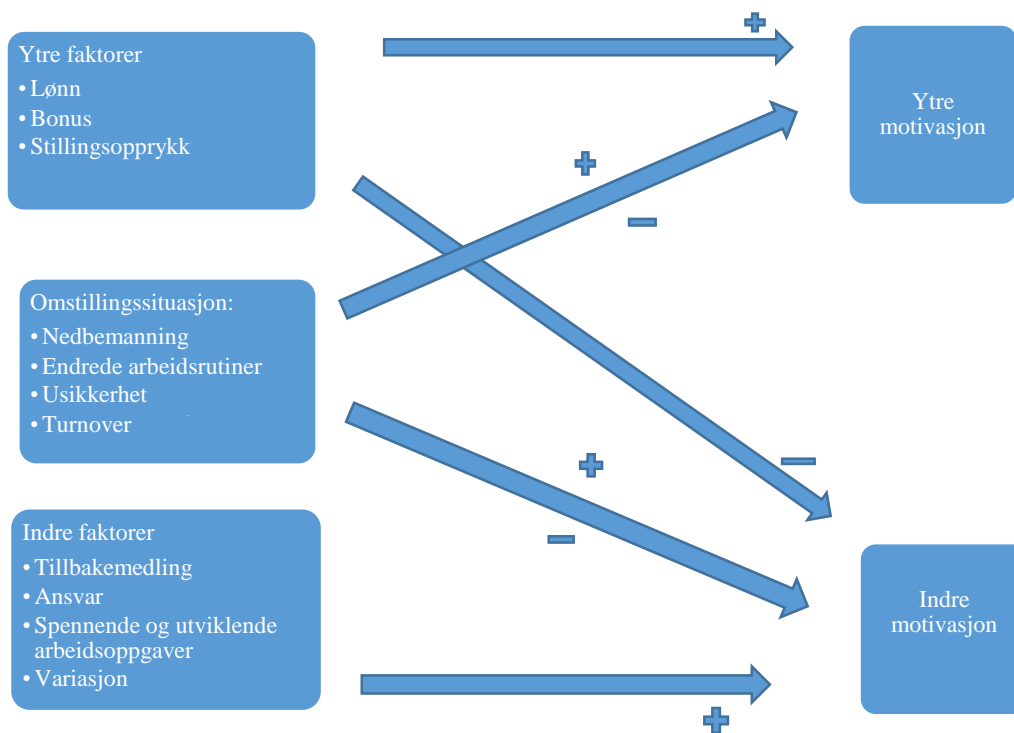 Ytre faktorer
• Lønn
• Bonus
• Stillingsopprykk
Omstillingssituasjon:
• Nedbemanning
• Endrede arbeidsrutiner
• Usikkerhet
• Turnover
Indre faktorer
• Tillbakemedling
• Ansvar
• Spennende og utviklende
arbeidsoppgaver
• Variasjon
Ytre
motivasjon
Indre
motivasjon